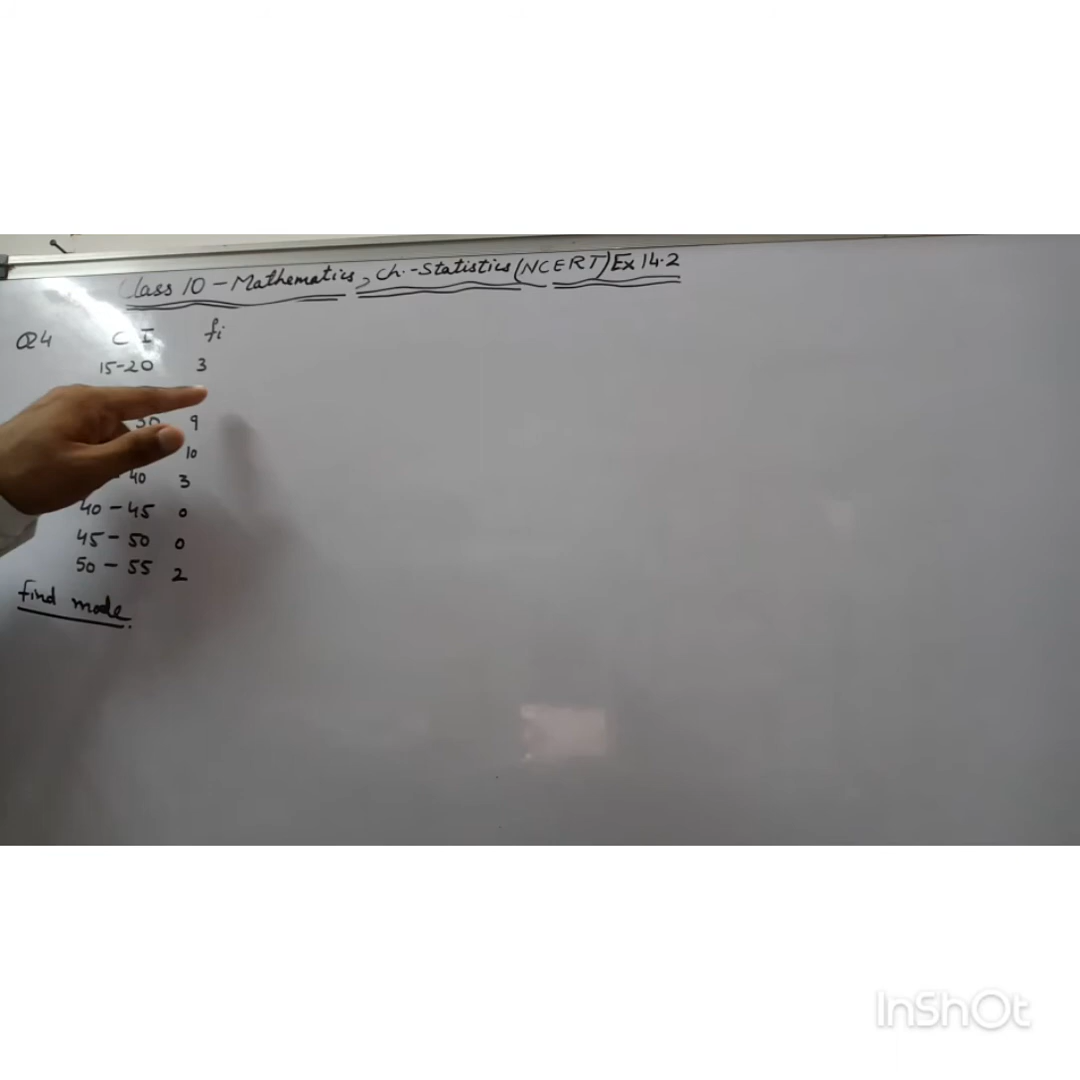 Class 10 - Mathematics, Ch.-Statistics (NCERT) Ex 14.2
Q4 C I fi
15-20 3
30 9
10
40 3
40-45 0
45-50 0
50-55 2
find mode.
InShOt